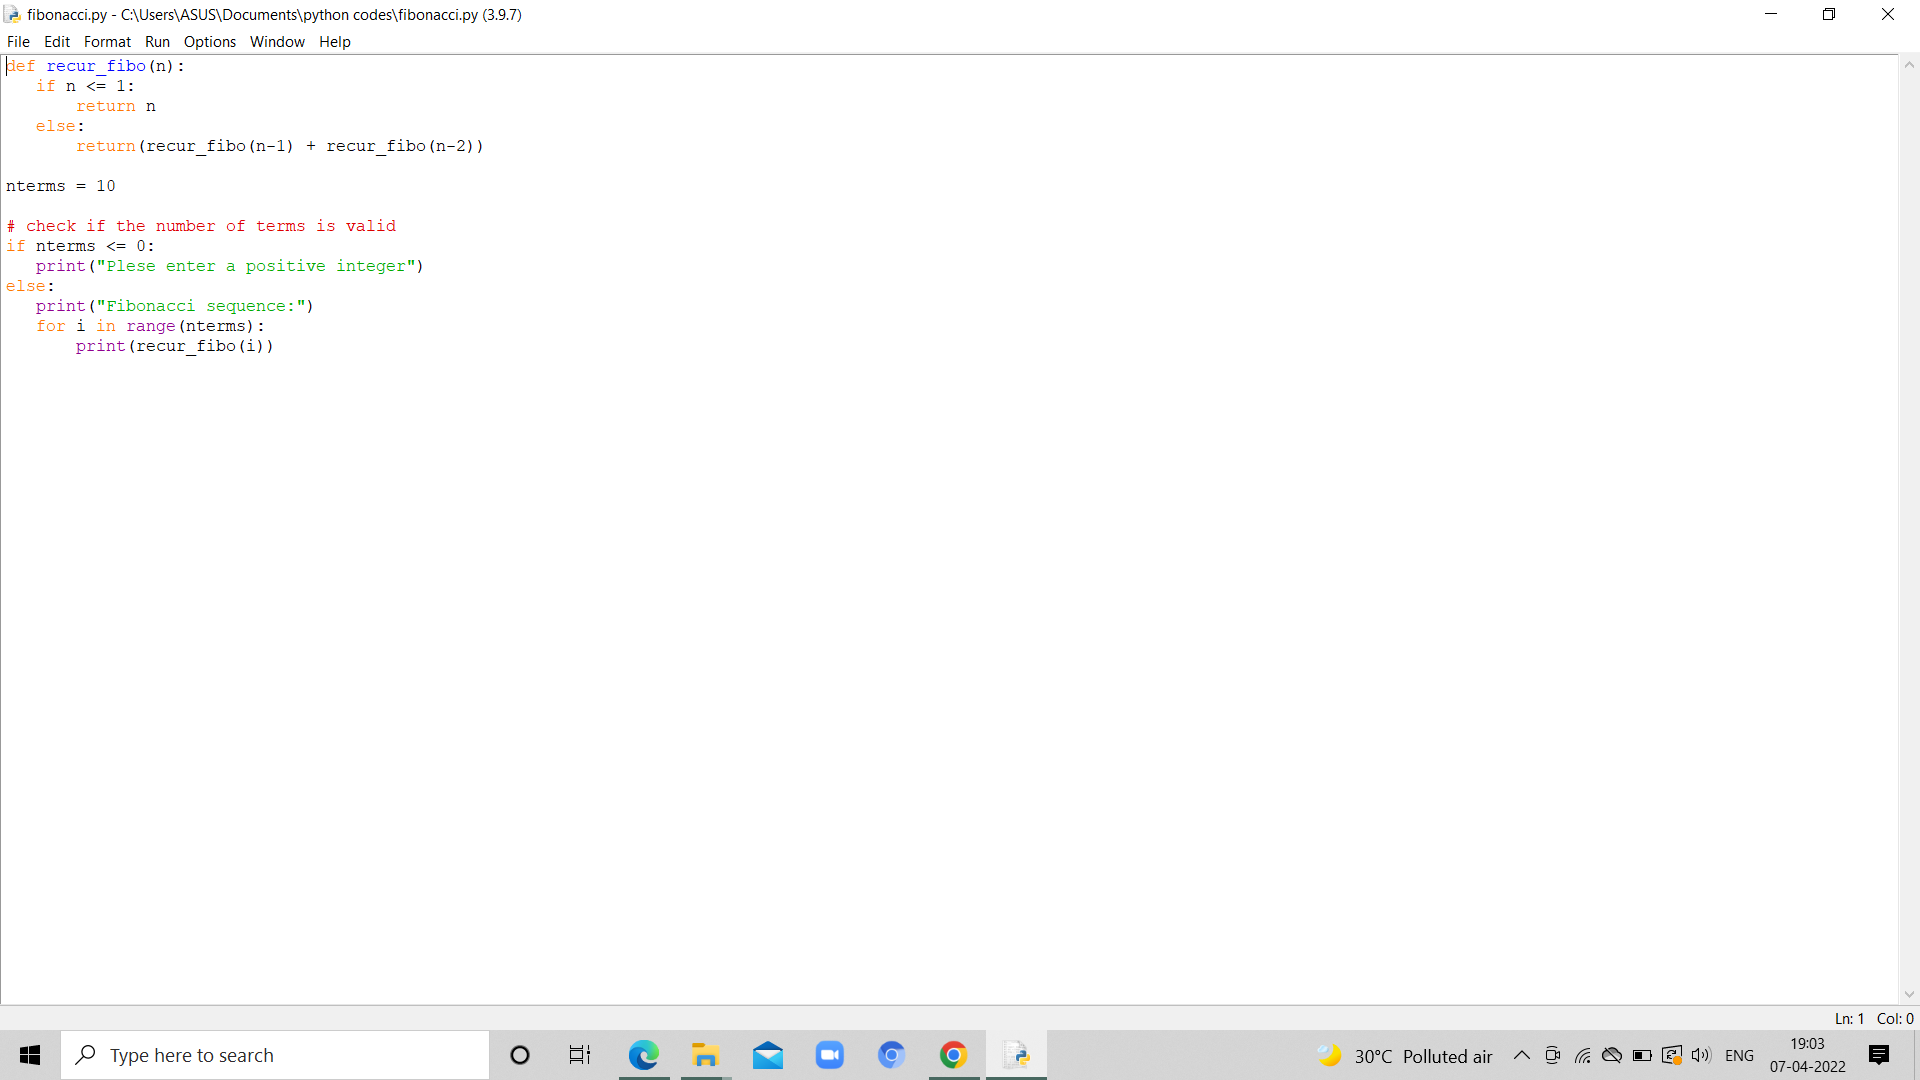 fibonacci.py - C:\Users\ASUS\Documents\python codes\fibonacci.py (3.9.7)
File Edit Format Run Options Window Help
def recur_fibo(n):
   if n <= 1:
       return n
   else:
       return(recur_fibo(n-1) + recur_fibo(n-2))
nterms = 10
# check if the number of terms is valid
if nterms <= 0:
   print("Plese enter a positive integer")
else:
   print("Fibonacci sequence:")
   for i in range(nterms):
       print(recur_fibo(i))
Ln: 1 Col: 0
Type here to search
30°C Polluted air
ENG
19:03
07-04-2022